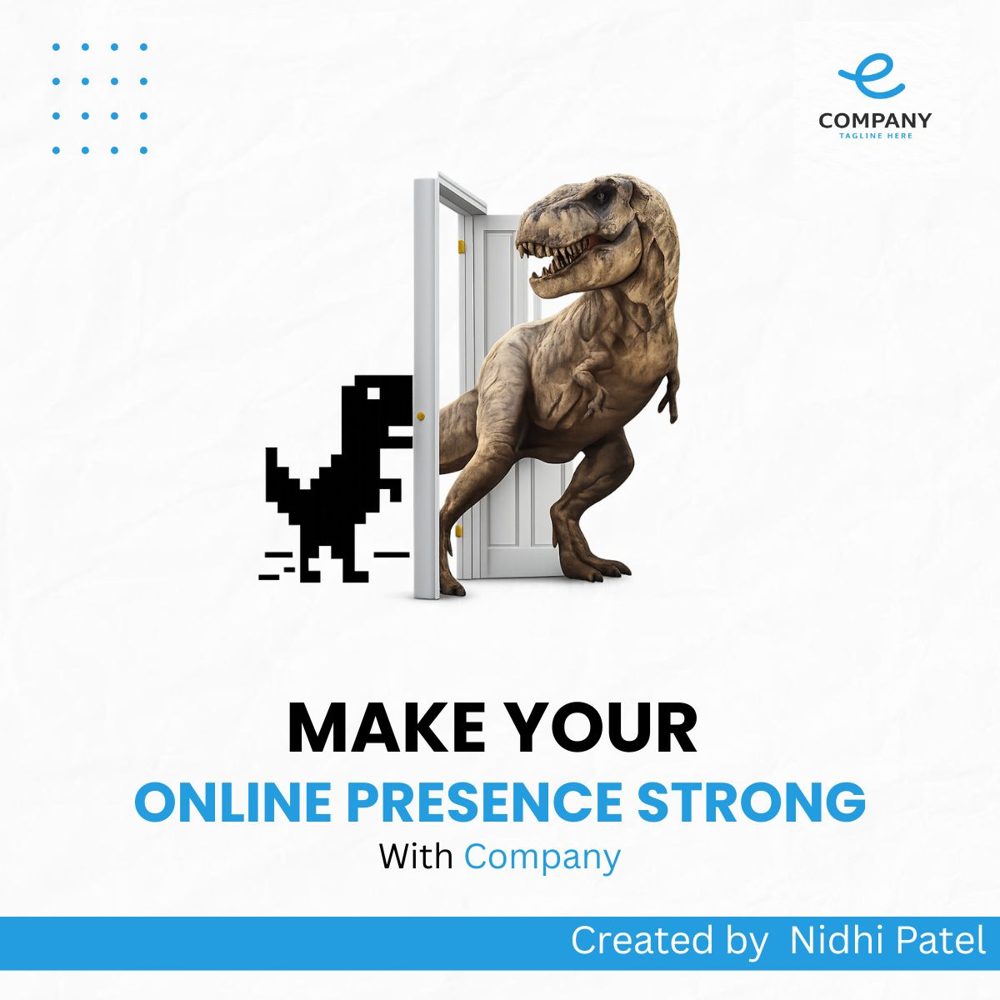 COMPANY
TAGLINE HERE
MAKE YOUR
ONLINE PRESENCE STRONG
With Company
Created by Nidhi Patel